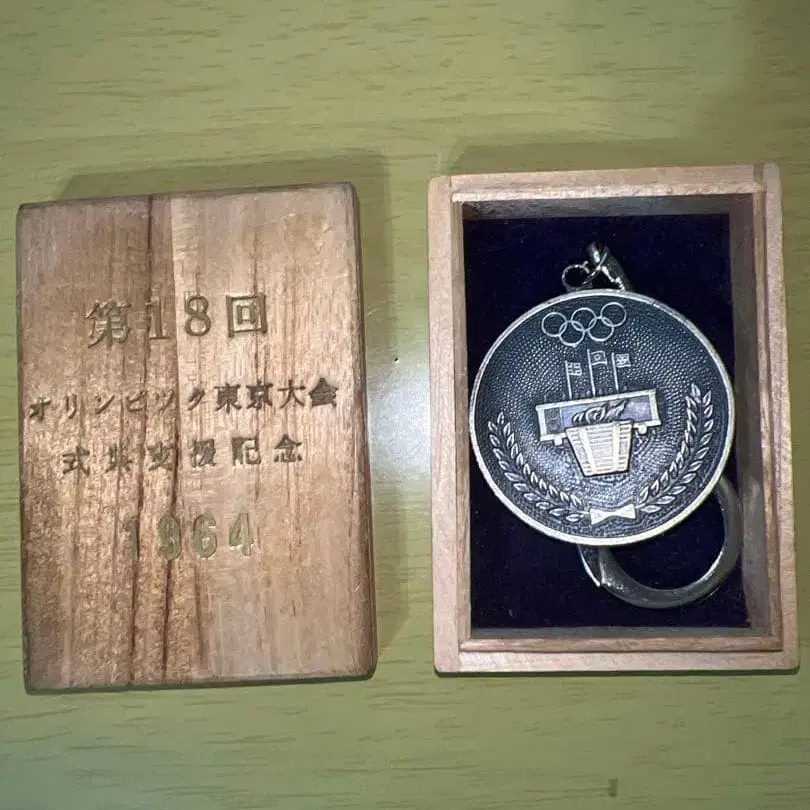 第18回
オリンピック東京大会
式典支援記念
1964